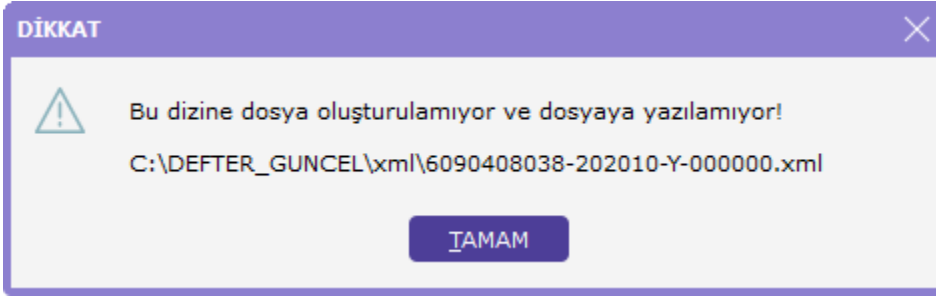 DİKKAT
Bu dizine dosya oluşturulamıyor ve dosyaya yazılamıyor!
C:\DEFTER_GUNCEL\xml\6090408038-202010-Y-000000.xml
TAMAM